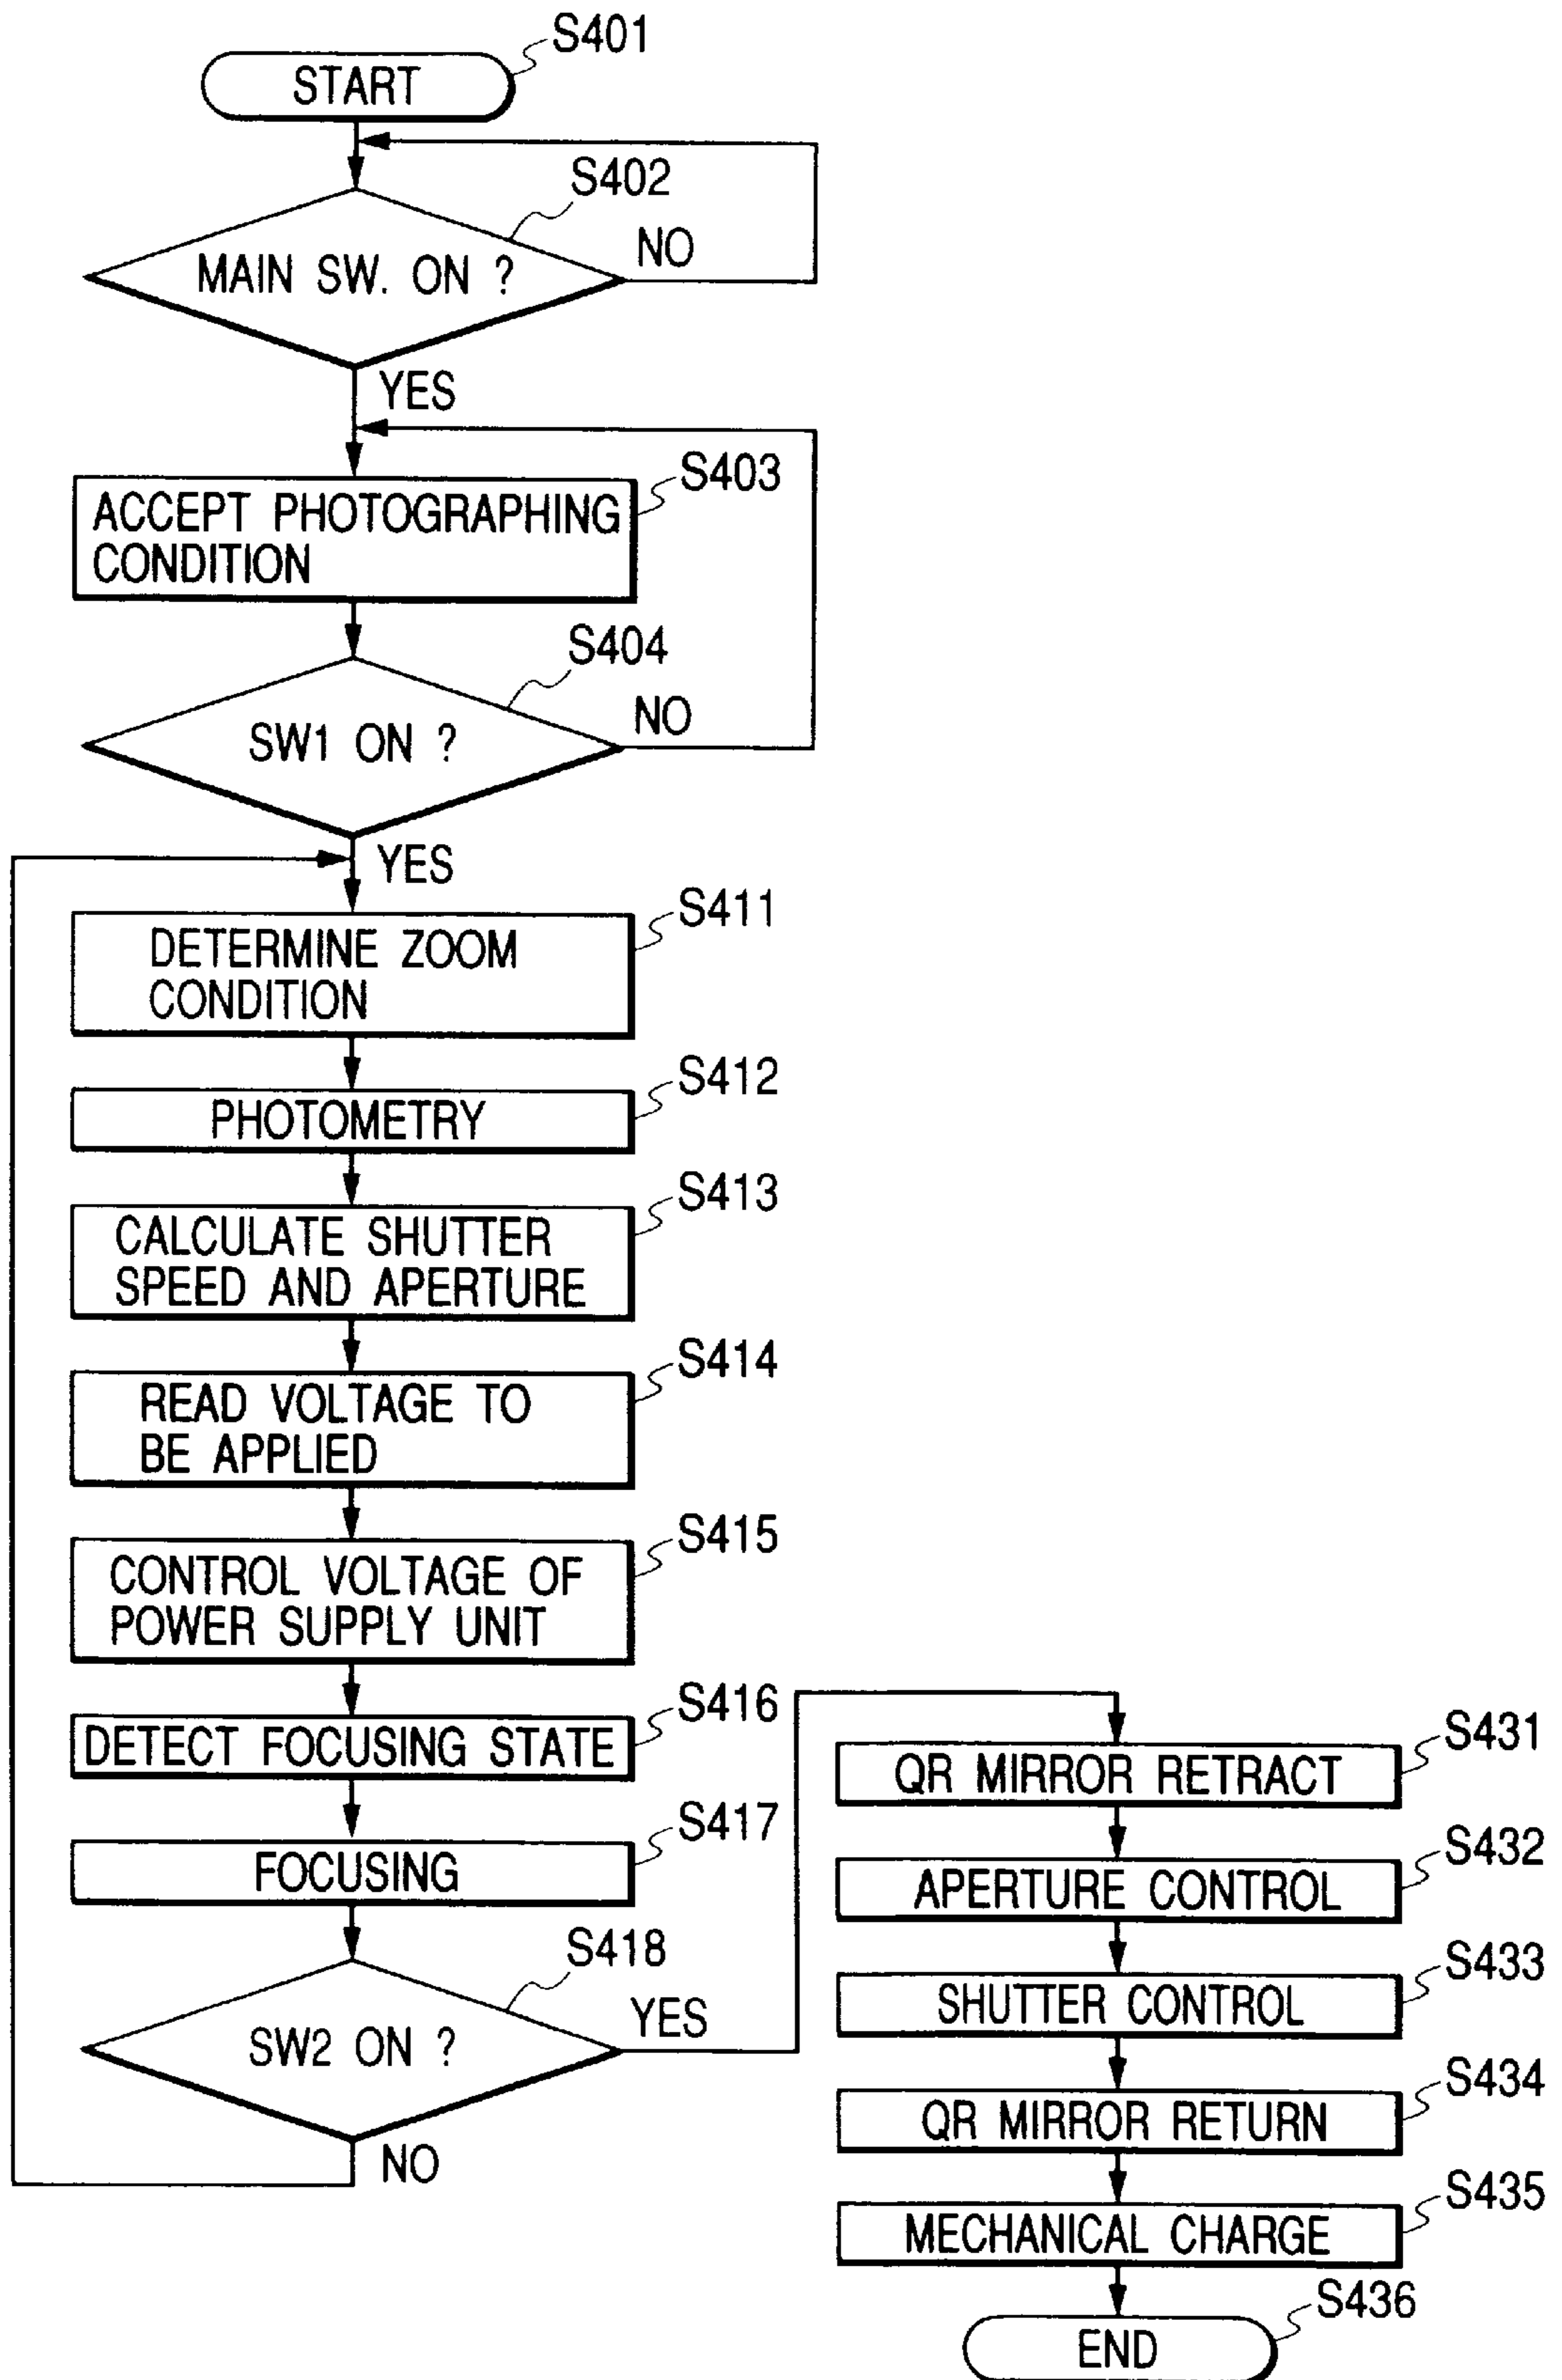 S401
START
S402
MAIN SW. ON ?
NO
YES
S403
ACCEPT PHOTOGRAPHING
CONDITION
S404
SW1 ON ?
NO
YES
S411
DETERMINE ZOOM
CONDITION
S412
PHOTOMETRY
S413
CALCULATE SHUTTER
SPEED AND APERTURE
S414
READ VOLTAGE TO
BE APPLIED
S415
CONTROL VOLTAGE OF
POWER SUPPLY UNIT
S416
DETECT FOCUSING STATE
S417
FOCUSING
S418
SW2 ON ?
YES
NO
S431
QR MIRROR RETRACT
S432
APERTURE CONTROL
S433
SHUTTER CONTROL
S434
QR MIRROR RETURN
S435
MECHANICAL CHARGE
S436
END